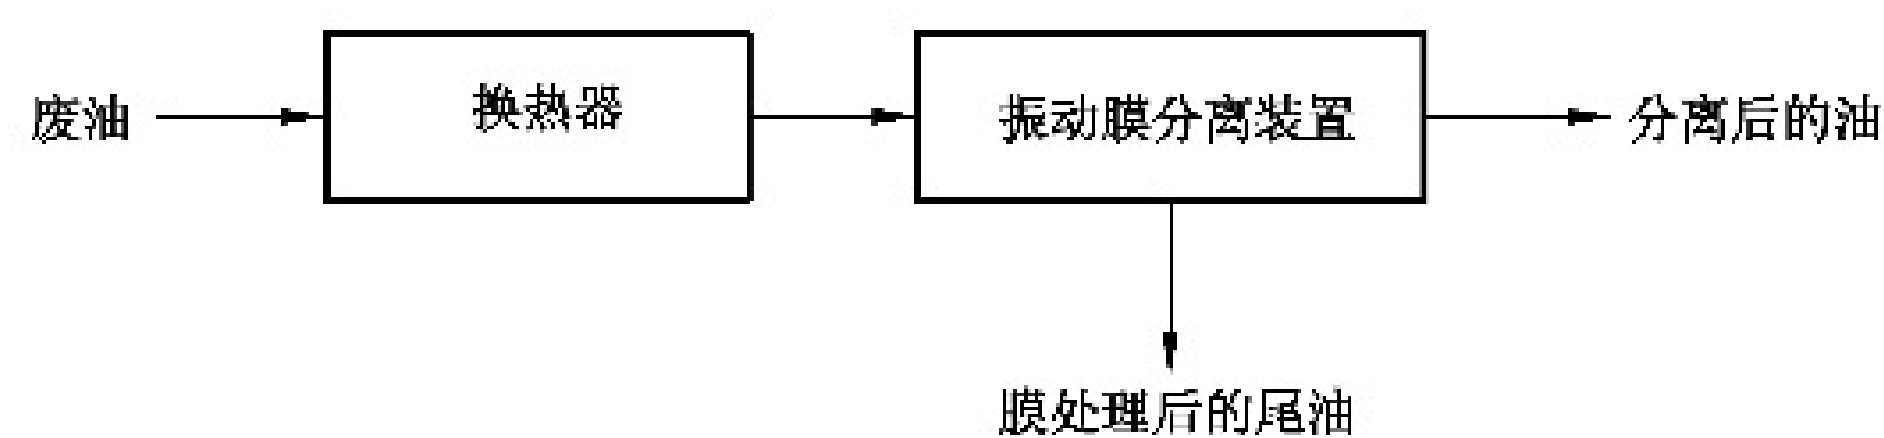 废油
换热器
振动膜分离装置
分离后的油
膜处理后的尾油